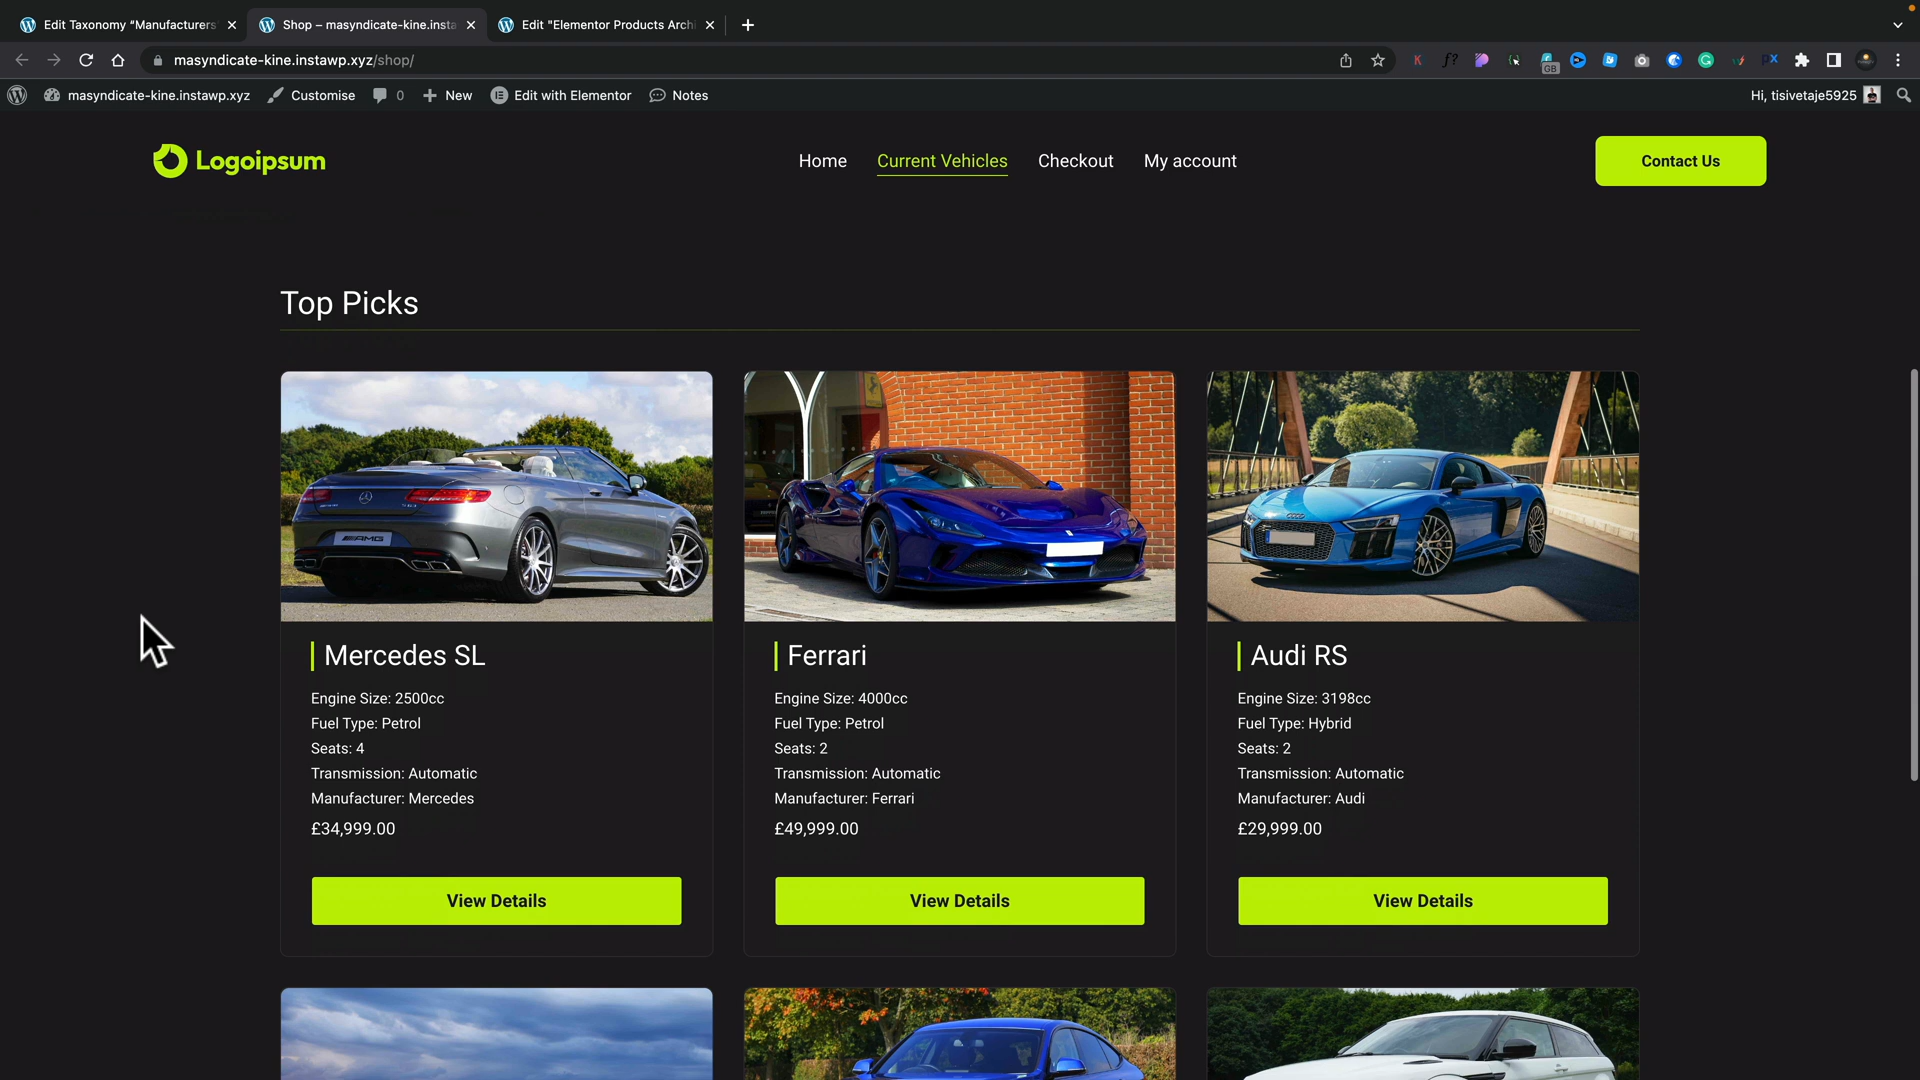 Edit Taxonomy “Manufacturers
Shop – masyndicate-kine.insta
Edit "Elementor Products Archi
masyndicate-kine.instawp.xyz/shop/
GB
masyndicate-kine.instawp.xyz
Customise
0
New
Edit with Elementor
Notes
Hi, tisivetaje5925
Logoipsum
Home
Current Vehicles
Checkout
My account
Contact Us
Top Picks
AMG
Mercedes SL
Engine Size: 2500cc
Fuel Type: Petrol
Seats: 4
Transmission: Automatic
Manufacturer: Mercedes
£34,999.00
View Details
Ferrari
Engine Size: 4000cc
Fuel Type: Petrol
Seats: 2
Transmission: Automatic
Manufacturer: Ferrari
£49,999.00
View Details
Audi RS
Engine Size: 3198cc
Fuel Type: Hybrid
Seats: 2
Transmission: Automatic
Manufacturer: Audi
£29,999.00
View Details